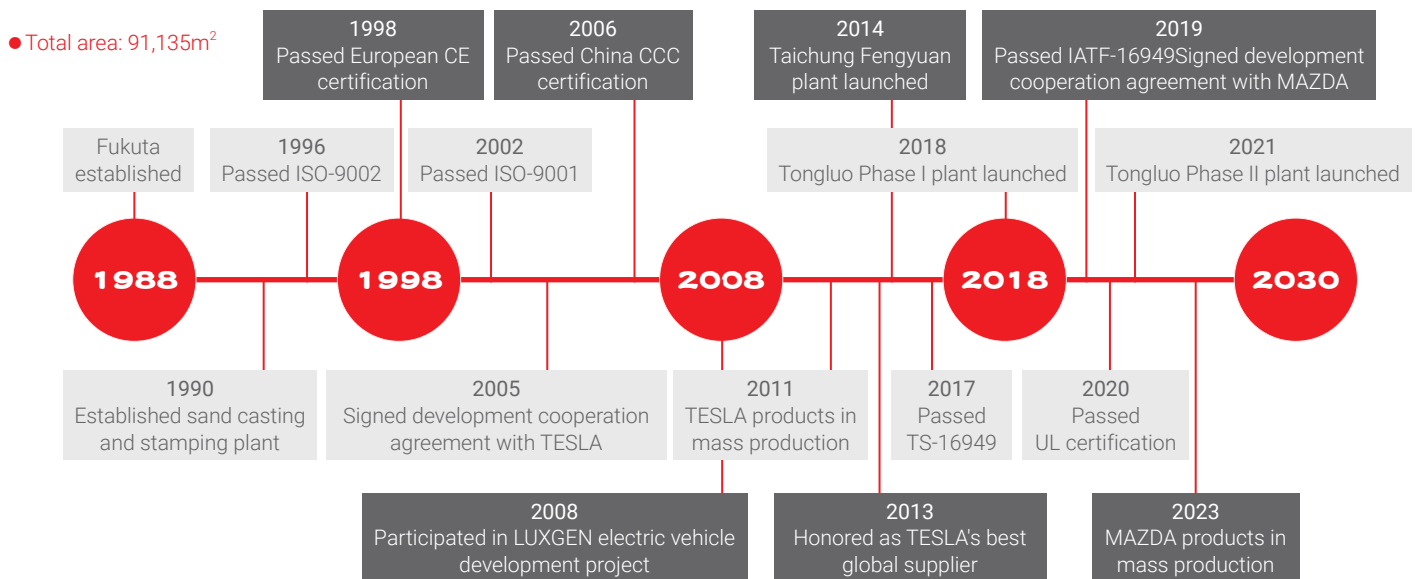 Total area: 91,135m²
1998
Passed European CE
certification
2006
Passed China CCC
certification
2014
Taichung Fengyuan
plant launched
2019
Passed IATF-16949Signed development
cooperation agreement with MAZDA
Fukuta
established
1996
Passed ISO-9002
2002
Passed ISO-9001
2018
Tongluo Phase I plant launched
2021
Tongluo Phase II plant launched
1988
1998
2008
2018
2030
1990
Established sand casting
and stamping plant
2005
Signed development cooperation
agreement with TESLA
2011
TESLA products in
mass production
2017
Passed
TS-16949
2020
Passed
UL certification
2008
Participated in LUXGEN electric vehicle
development project
2013
Honored as TESLA's best
global supplier
2023
MAZDA products in
mass production